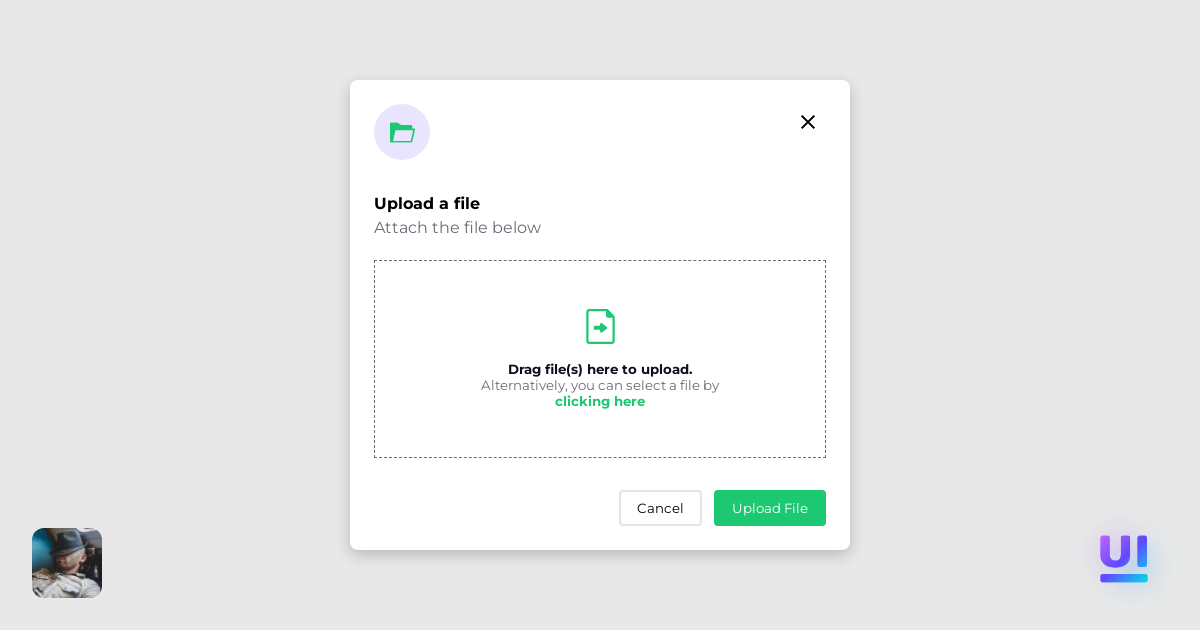 Upload a file
Attach the file below
Drag file(s) here to upload.
Alternatively, you can select a file by
clicking here
Cancel
Upload File
UI